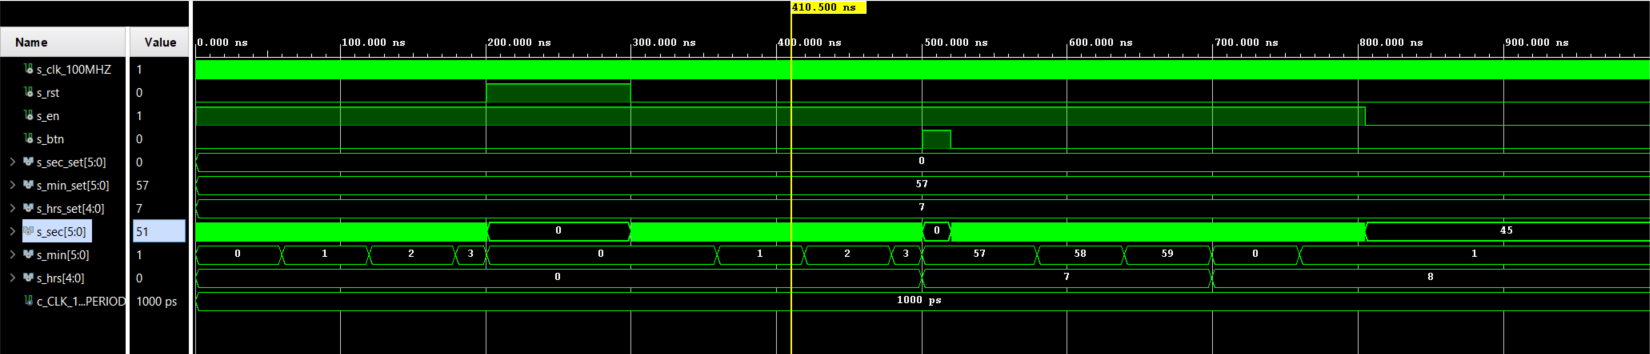 410.500 ns
Name Value
0.000 ns 100.000 ns 200.000 ns 300.000 ns 400.000 ns 500.000 ns 600.000 ns 700.000 ns 800.000 ns 900.000 ns
s_clk_100MHZ 1
s_rst 0
s_en 1
s_btn 0
s_sec_set[5:0] 0 0
s_min_set[5:0] 57 57
s_hrs_set[4:0] 7 7
s_sec[5:0] 51 0 0 45
s_min[5:0] 1 0 1 2 3 0 1 2 3 57 58 59 0 1
s_hrs[4:0] 0 0 7 8
c_CLK_1...PERIOD 1000 ps 1000 ps